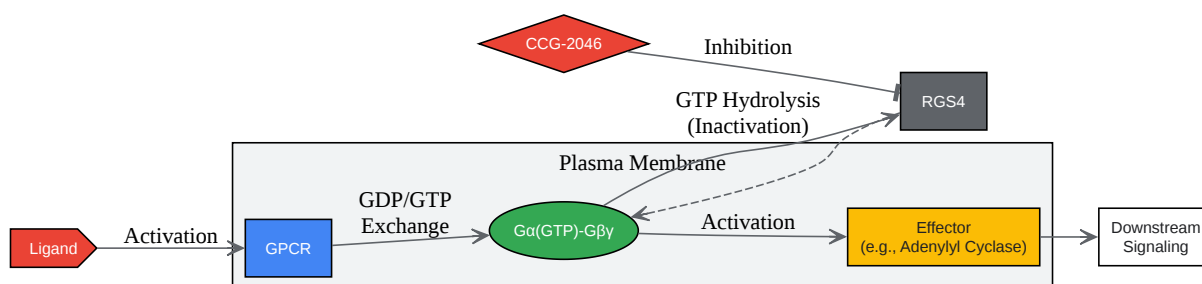 CCG-2046
Inhibition
RGS4
GTP Hydrolysis
(Inactivation)
Plasma Membrane
GDP/GTP
Exchange
Ligand
Activation
GPCR
Gα(GTP)-Gβγ
Activation
Effector
(e.g., Adenylyl Cyclase)
Downstream
Signaling